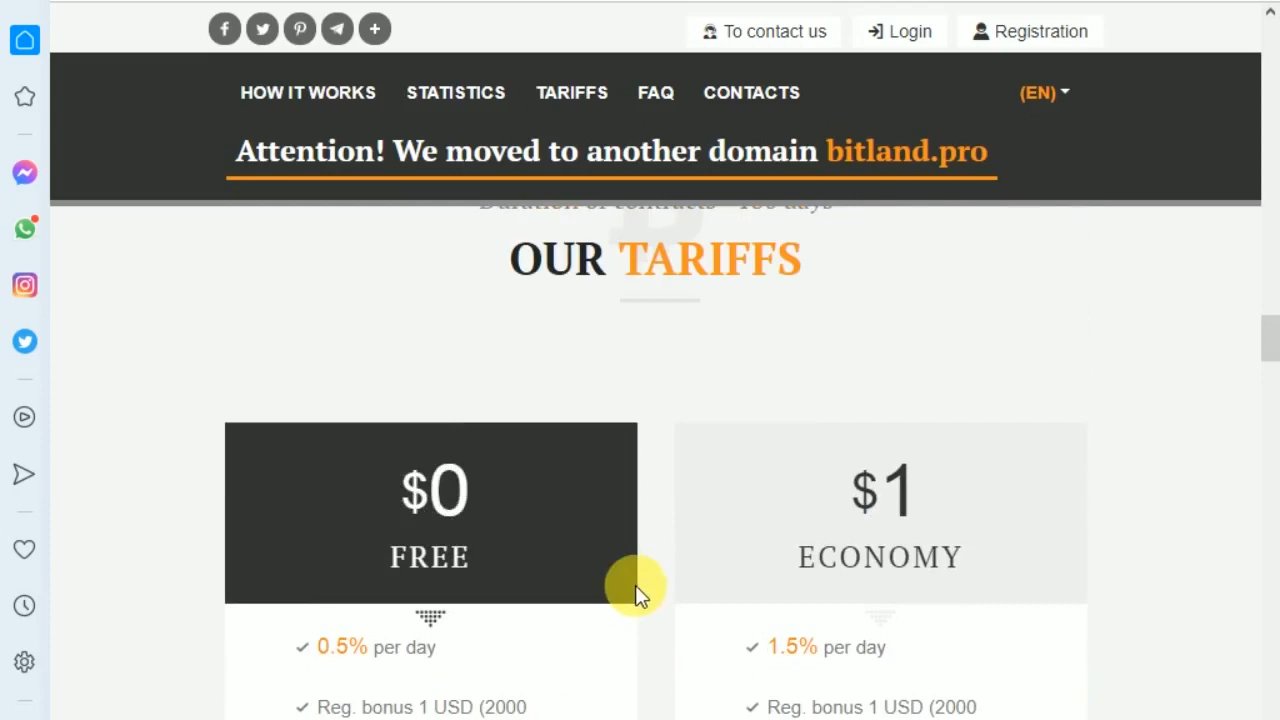 To contact us
Login
Registration
HOW IT WORKS
STATISTICS
TARIFFS
FAQ
CONTACTS
(EN)
Attention! We moved to another domain bitland.pro
OUR TARIFFS
$0
FREE
0.5% per day
Reg. bonus 1 USD (2000
$1
ECONOMY
1.5% per day
Reg. bonus 1 USD (2000